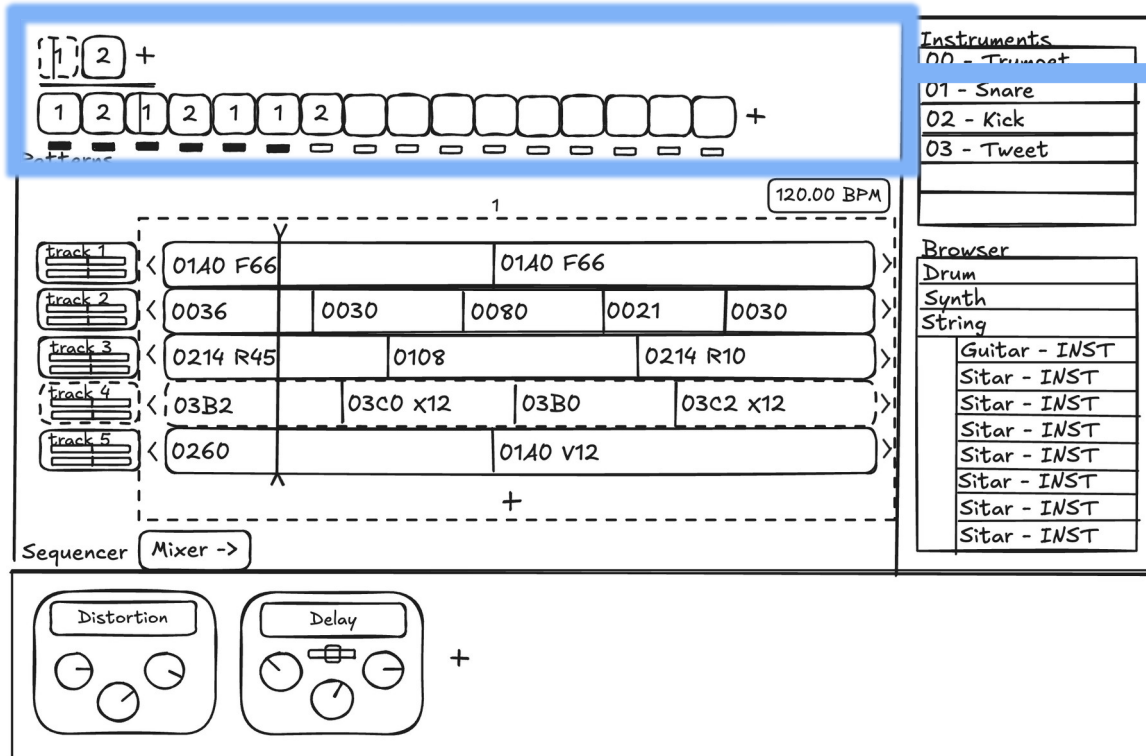 1 2 +
1 2 1 2 1 1 2 +
Patterns
120.00 BPM
1
track 1
< 01A0 F66 01A0 F66 >
track 2
< 0036 0030 0080 0021 0030 >
track 3
< 0214 R45 0108 0214 R10 >
track 4
< 03B2 03C0 X12 03B0 03C2 X12 >
track 5
< 0260 01A0 V12 >
+
Sequencer
Mixer ->
Instruments
00 - Trumpet
01 - Snare
02 - Kick
03 - Tweet
Browser
Drum
Synth
String
Guitar - INST
Sitar - INST
Sitar - INST
Sitar - INST
Sitar - INST
Sitar - INST
Sitar - INST
Sitar - INST
Distortion
Delay
+